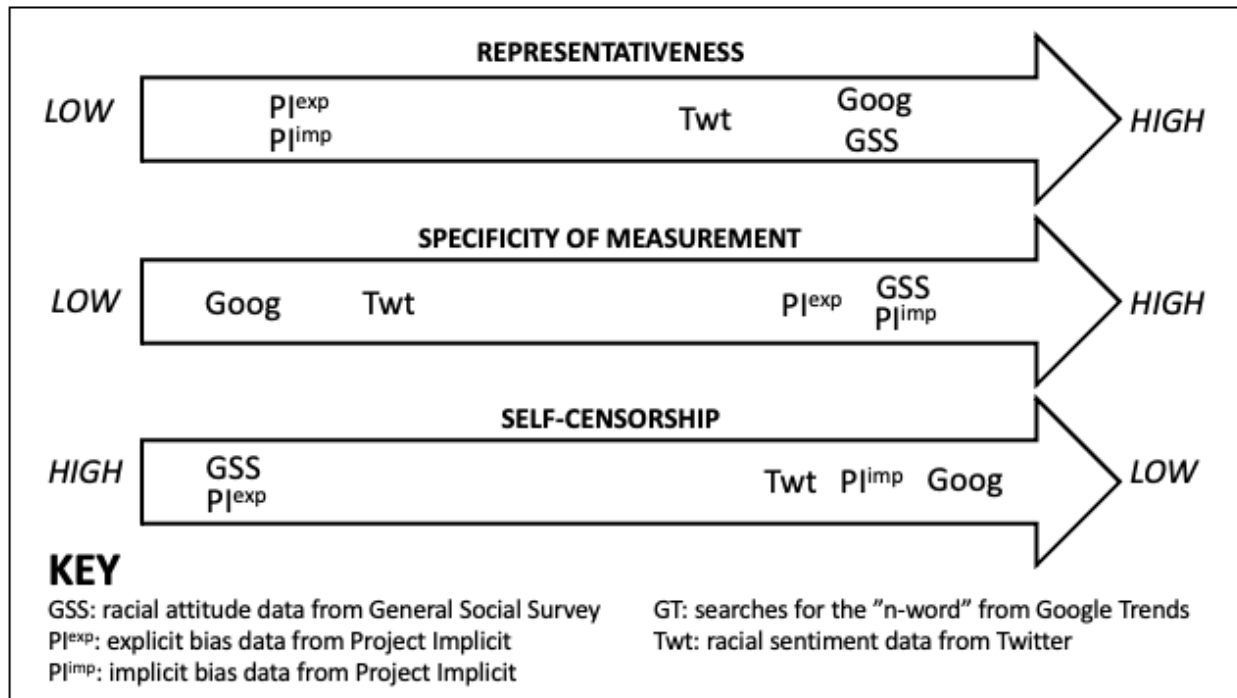 REPRESENTATIVENESS
LOW
PIexp
PIimp
Twt
Goog
GSS
HIGH
SPECIFICITY OF MEASUREMENT
LOW
Goog
Twt
PIexp
GSS
PIimp
HIGH
SELF-CENSORSHIP
HIGH
GSS
PIexp
Twt PIimp Goog
LOW
KEY
GSS: racial attitude data from General Social Survey
PIexp: explicit bias data from Project Implicit
PIimp: implicit bias data from Project Implicit
GT: searches for the ”n-word” from Google Trends
Twt: racial sentiment data from Twitter